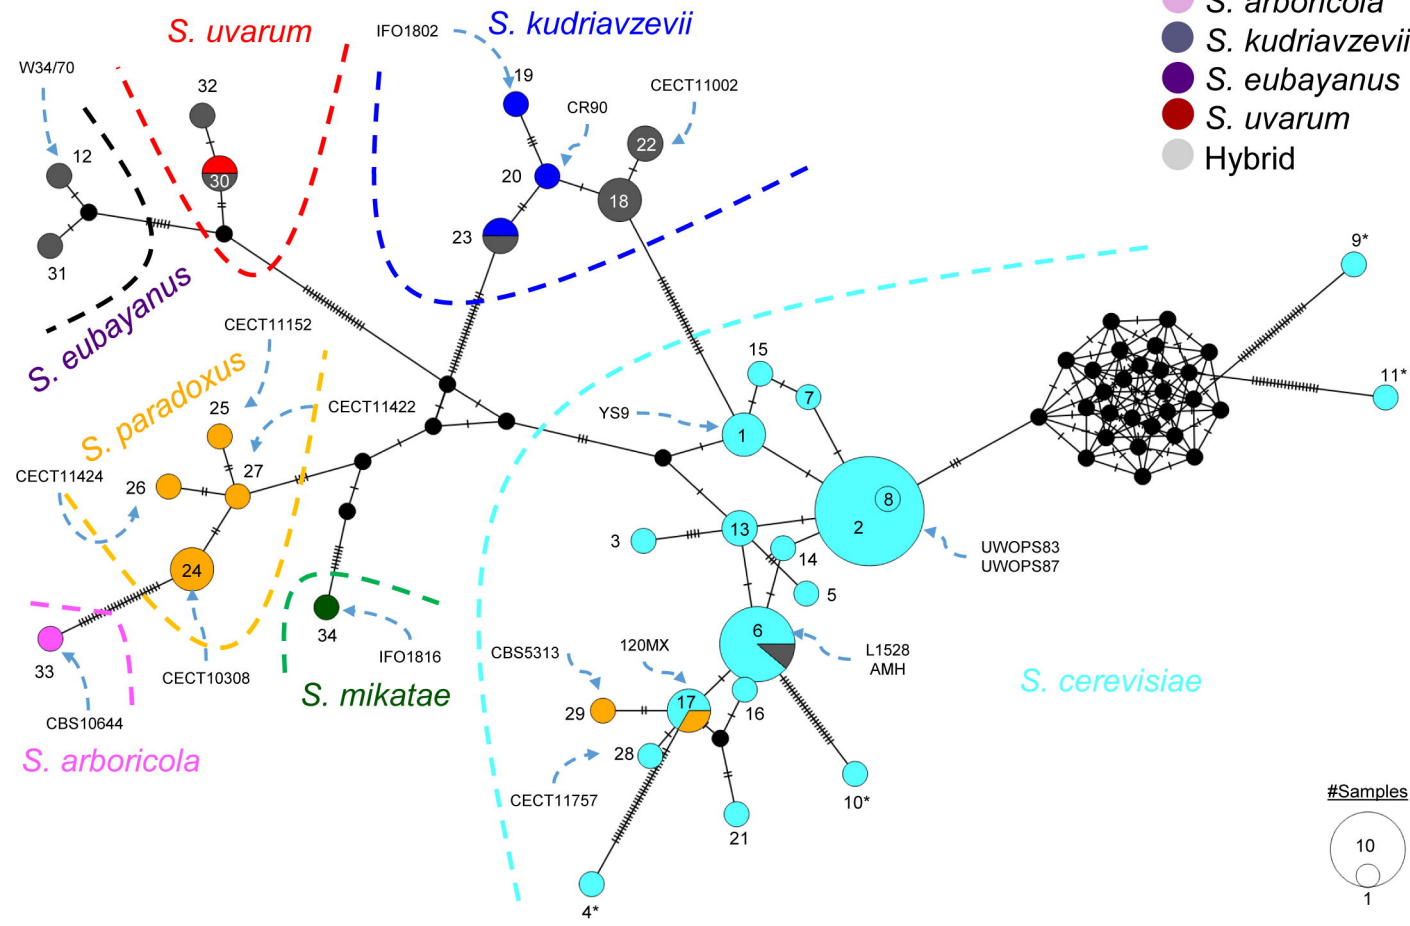 S. arboricola
S. kudriavzevii
S. eubayanus
S. uvarum
Hybrid
S. uvarum
S. kudriavzevii
IFO1802
W34/70
32
19
CECT11002
CR90
12
22
30
20
18
23
31
9*
S. eubayanus
CECT11152
15
11*
S. paradoxus
7
25
CECT11422
YS9
1
27
CECT11424
26
8
13
2
3
14
UWOPS83
UWOPS87
24
5
34
6
33
120MX
L1528
AMH
CBS5313
IFO1816
CECT10308
S. cerevisiae
S. mikatae
17
16
29
CBS10644
28
S. arboricola
CECT11757
10*
#Samples
21
10
1
4*